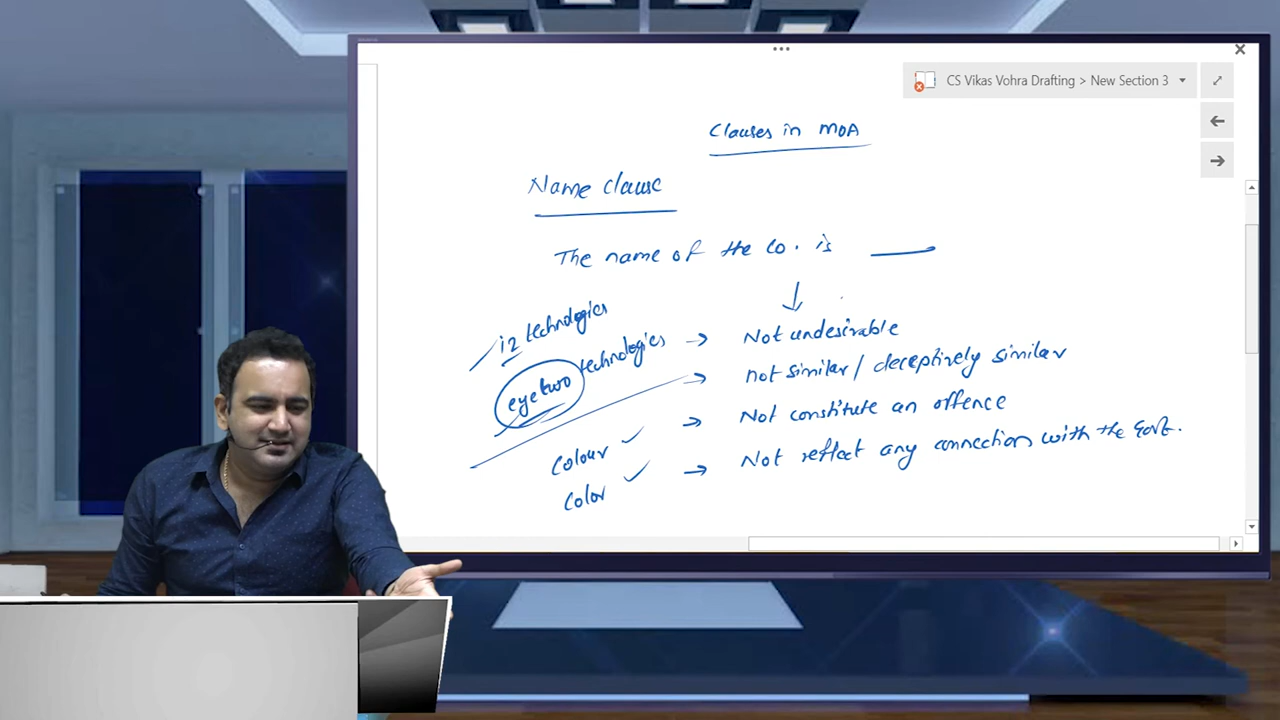 CS Vikas Vohra Drafting > New Section 3
Clauses in MOA
Name clause
The name of the co. is
i2 technologies
eyetwo technologies → Not undesirable
→ not similar / deceptively similar
→ Not constitute an offence
colour ✓
→ Not reflect any connection with the Govt.
color ✓